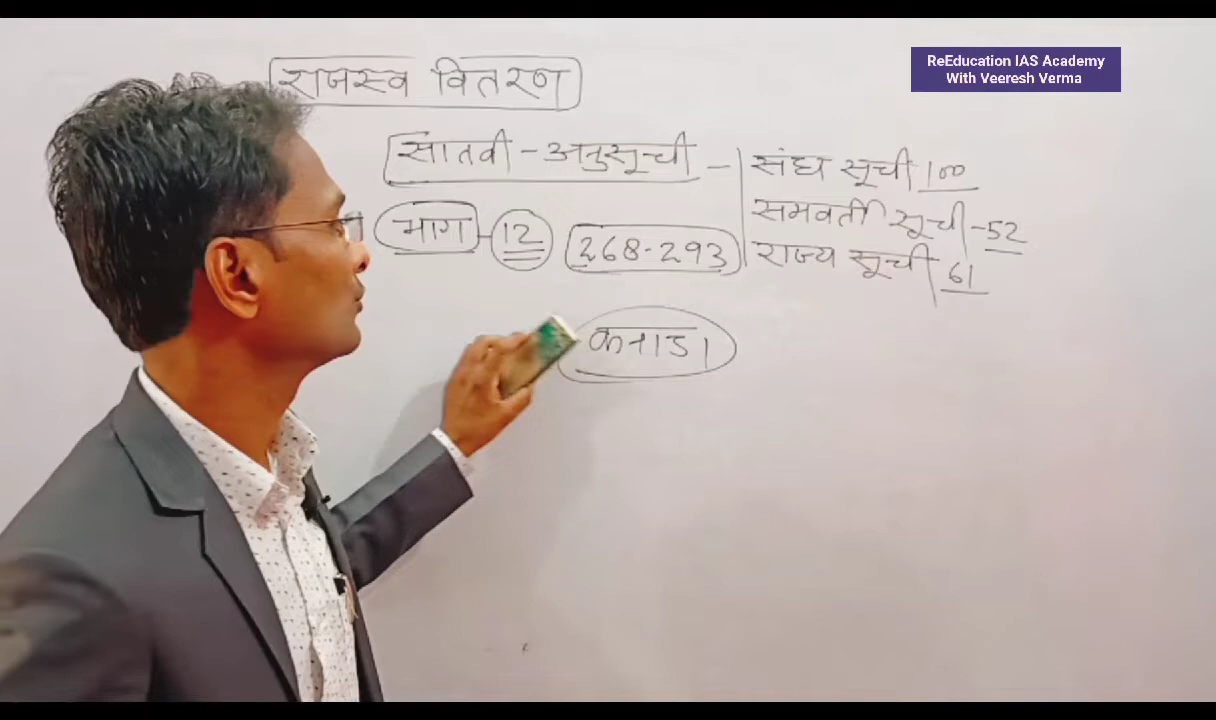 ReEducation IAS Academy
With Veeresh Verma
राजस्व वितरण
सातवी - अनुसूची -
संघ सूची 100
समवर्ती सूची - 52
राज्य सूची 61
भाग - 12 268-293
कनाडा